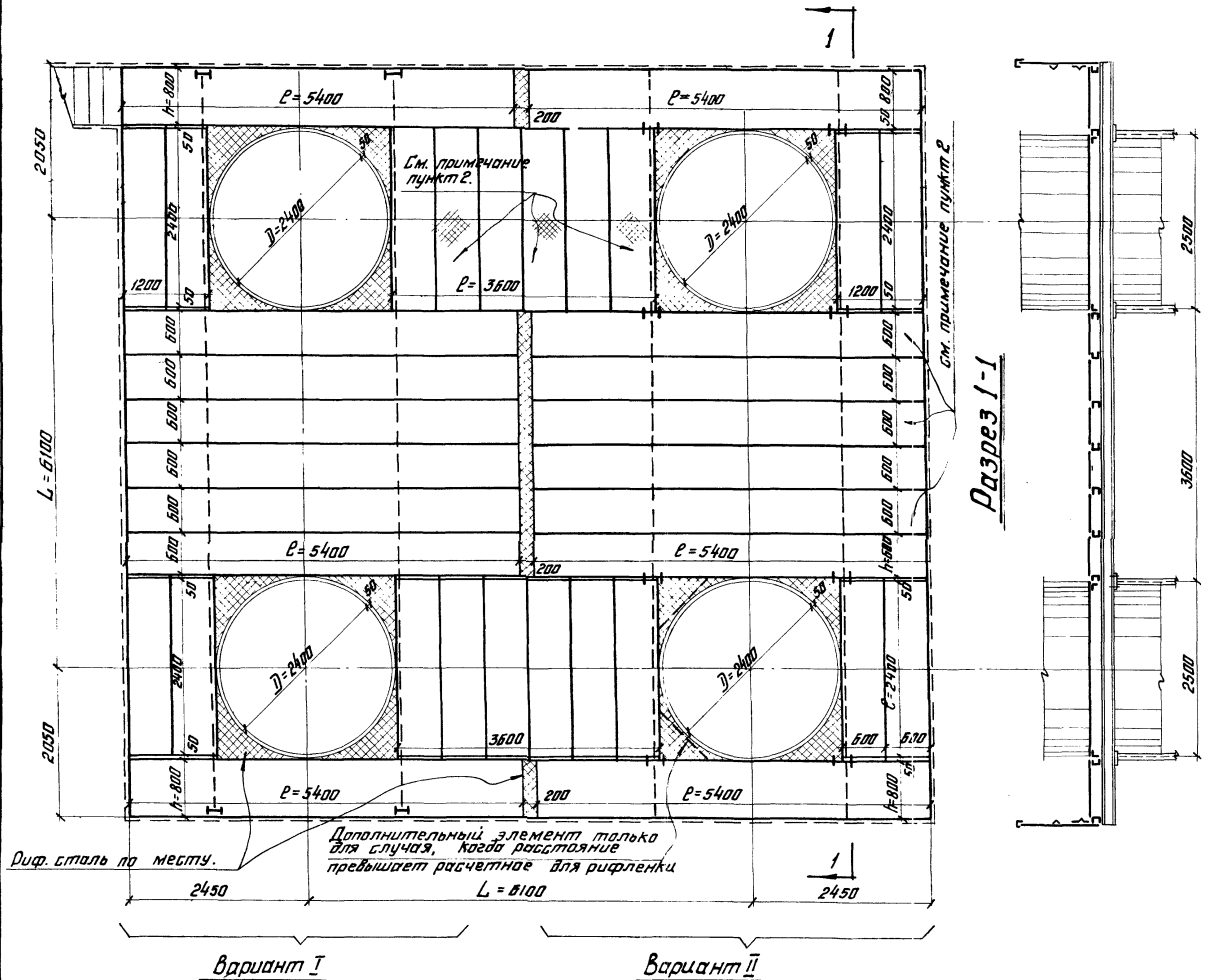 1
h=800
ℓ=5400
200
ℓ=5400
50 800
2050
50
50
См. примечание
пункт 2.
50
2400
D=2400
D=2400
2400
см. примечание пункт 2
2500
1200
50
ℓ=3600
1200
50
600
600
600
600
600
600
600
600
600
600
600
h=600
L=6100
Разрез 1-1
3600
ℓ=5400
200
ℓ=5400
50
50
50
50
2400
D=2400
D=2400
ℓ=2400
2500
2050
50
3600
600
600
50
h=800
ℓ=5400
200
ℓ=5400
h=800
Дополнительный элемент только
для случая, когда расстояние
превышает расчетное для рифленки
Риф. сталь по месту.
1
2450
L=6100
2450
Вариант I
Вариант II